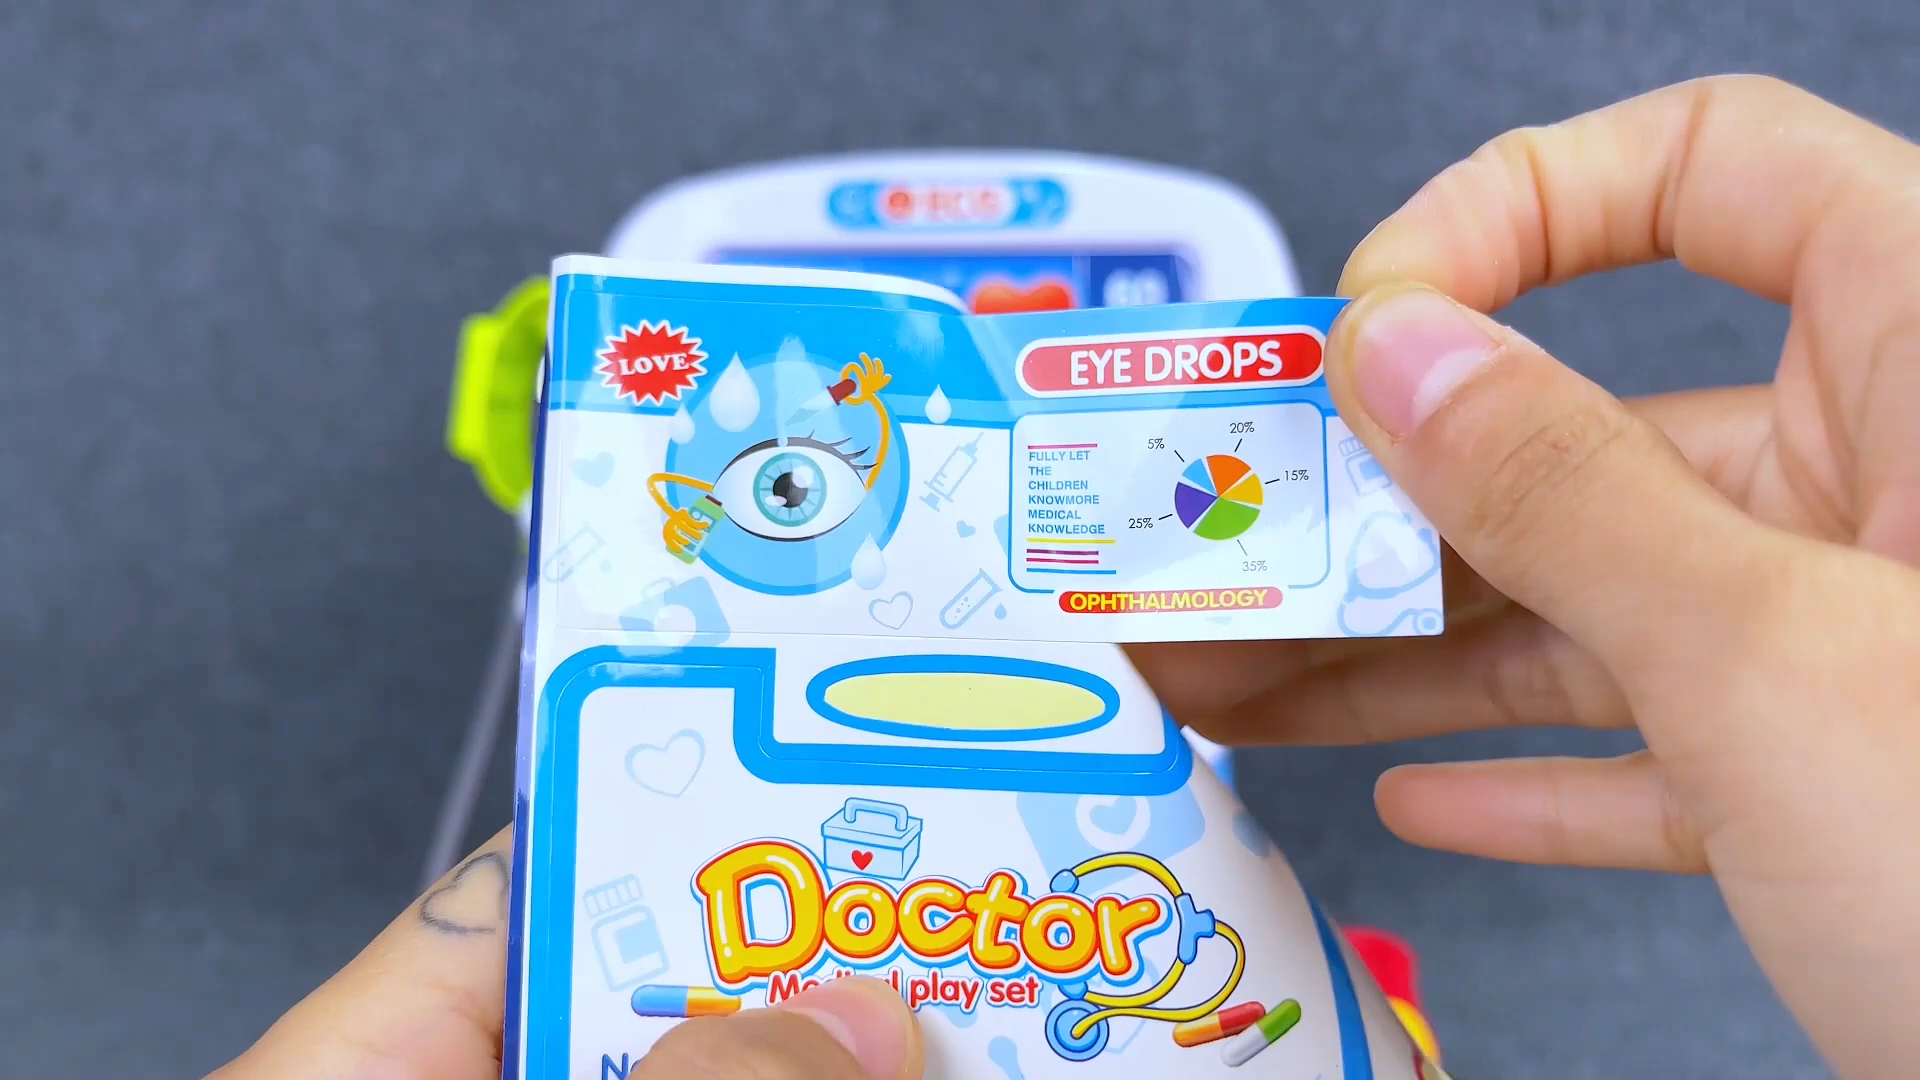 LOVE
EYE DROPS
FULLY LET
THE
CHILDREN
KNOWMORE
MEDICAL
KNOWLEDGE
5%
20%
15%
25%
35%
OPHTHALMOLOGY
Doctor
play set